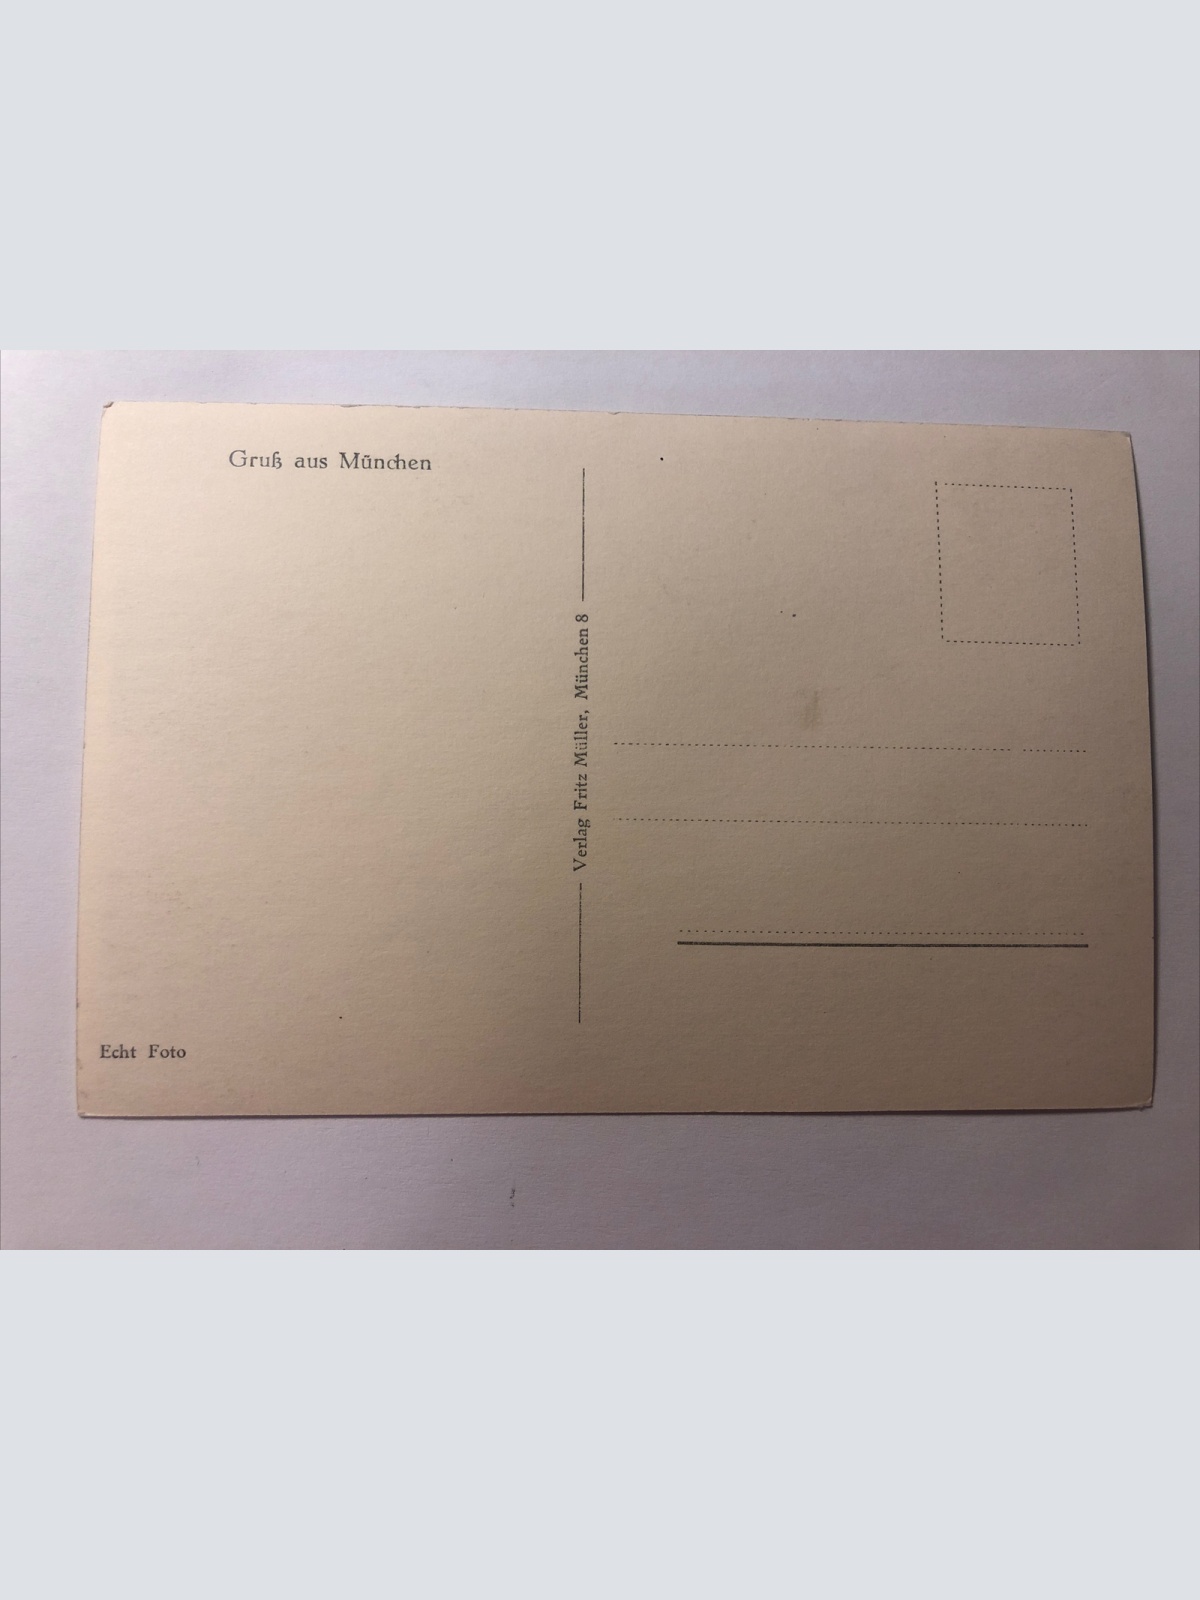 Gruß aus München
Verlag Fritz Müller, München 8
Echt Foto